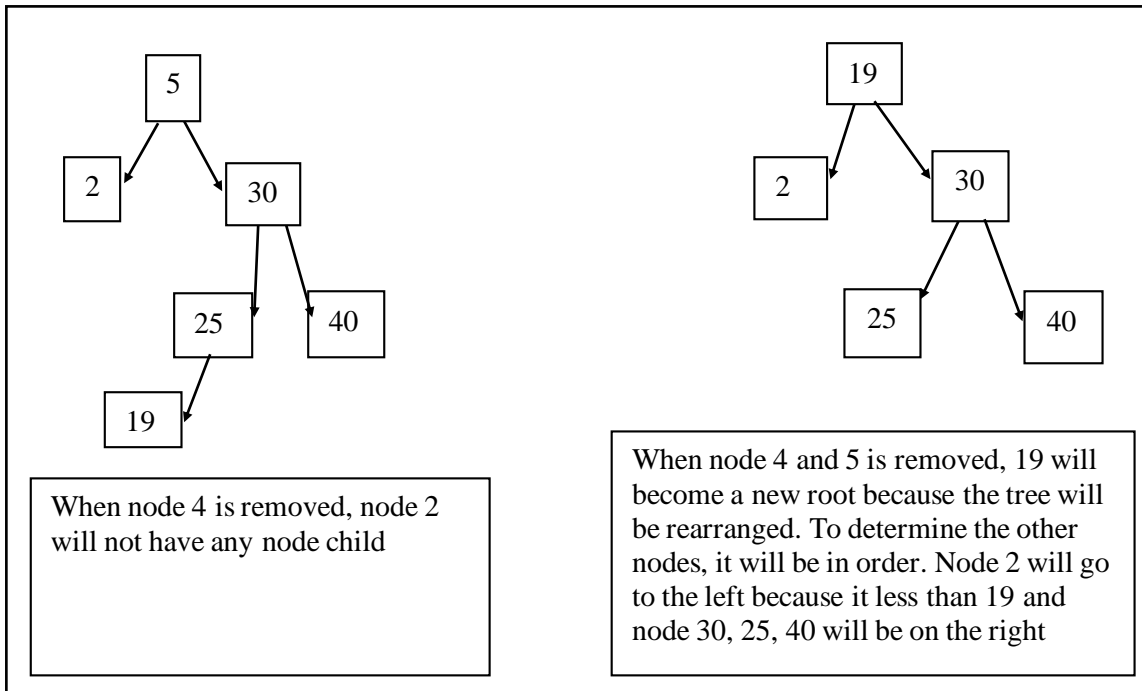 5
2
30
25
40
19
When node 4 is removed, node 2
will not have any node child
19
2
30
25
40
When node 4 and 5 is removed, 19 will
become a new root because the tree will
be rearranged. To determine the other
nodes, it will be in order. Node 2 will go
to the left because it less than 19 and
node 30, 25, 40 will be on the right